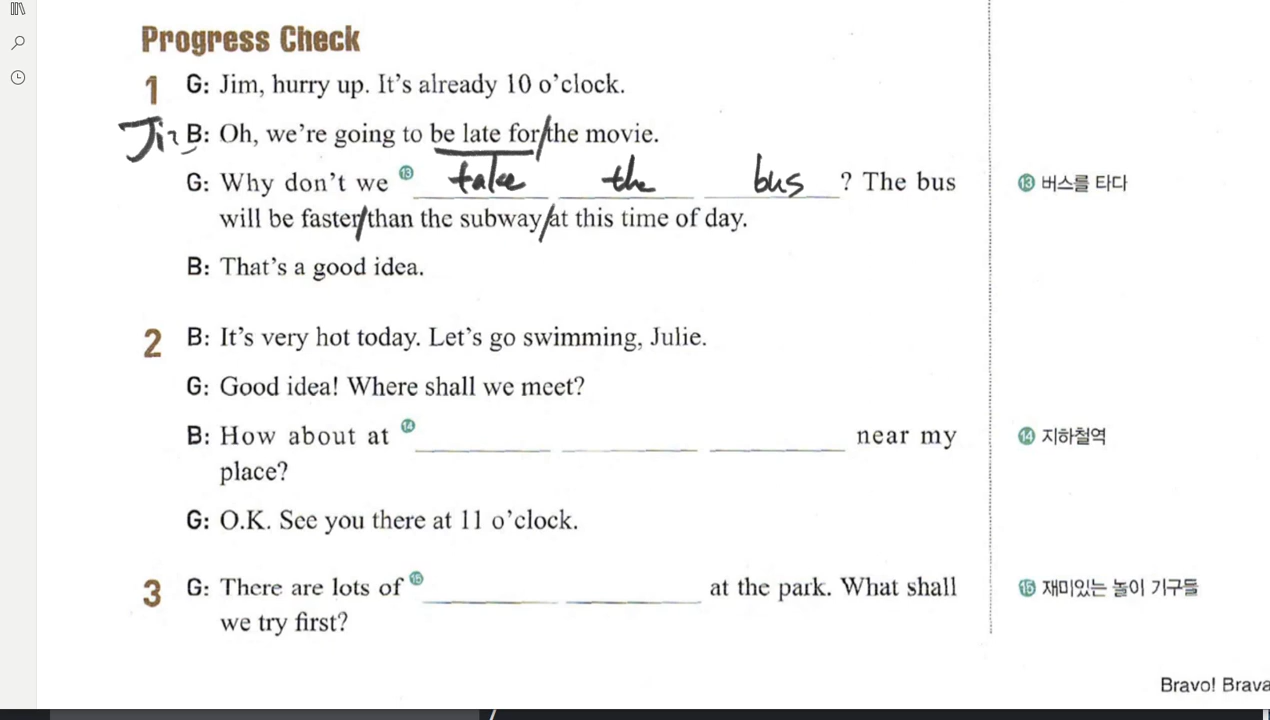 Progress Check
1 G: Jim, hurry up. It's already 10 o'clock.
Jim B: Oh, we're going to be late for/the movie.
G: Why don't we ⑬ take the bus ? The bus
⑬ 버스를 타다
will be faster/than the subway/at this time of day.
B: That's a good idea.
2 B: It's very hot today. Let's go swimming, Julie.
G: Good idea! Where shall we meet?
B: How about at ⑭ ___ ___ ___ near my
⑭ 지하철역
place?
G: O.K. See you there at 11 o'clock.
3 G: There are lots of ⑮ ___ ___ at the park. What shall
⑮ 재미있는 놀이 기구들
we try first?
Bravo! Brava